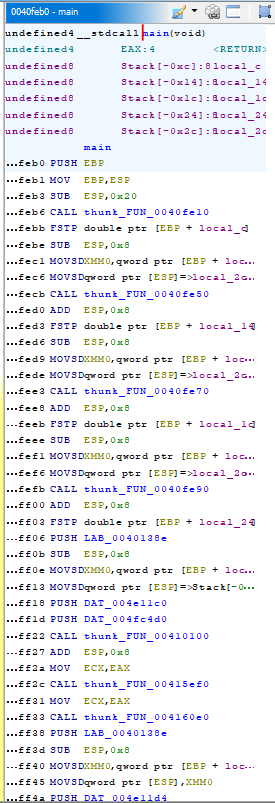 0040feb0 - main
undefined4 __stdcall main(void)
undefined4 EAX:4 <RETURN>
undefined8 Stack[-0xc]:8 local_c
undefined8 Stack[-0x14]: local_14
undefined8 Stack[-0x1c]: local_1c
undefined8 Stack[-0x24]: local_24
undefined8 Stack[-0x2c]: local_2c
main
...feb0 PUSH EBP
...feb1 MOV EBP,ESP
...feb3 SUB ESP,0x20
...feb6 CALL thunk_FUN_0040fe10
...febb FSTP double ptr [EBP + local_c]
...febe SUB ESP,0x8
...fec1 MOVSD XMM0,qword ptr [EBP + loc...
...fec6 MOVSD qword ptr [ESP]=>local_2c...
...fecb CALL thunk_FUN_0040fe50
...fed0 ADD ESP,0x8
...fed3 FSTP double ptr [EBP + local_14
...fed6 SUB ESP,0x8
...fed9 MOVSD XMM0,qword ptr [EBP + loc...
...fede MOVSD qword ptr [ESP]=>local_2c...
...fee3 CALL thunk_FUN_0040fe70
...fee8 ADD ESP,0x8
...feeb FSTP double ptr [EBP + local_1c
...feee SUB ESP,0x8
...fef1 MOVSD XMM0,qword ptr [EBP + loc...
...fef6 MOVSD qword ptr [ESP]=>local_2c...
...fefb CALL thunk_FUN_0040fe90
...ff00 ADD ESP,0x8
...ff03 FSTP double ptr [EBP + local_24
...ff06 PUSH LAB_0040138e
...ff0b SUB ESP,0x8
...ff0e MOVSD XMM0,qword ptr [EBP + loc...
...ff13 MOVSD qword ptr [ESP]=>Stack[-0...
...ff18 PUSH DAT_004e11c0
...ff1d PUSH DAT_004fc4d0
...ff22 CALL thunk_FUN_00410100
...ff27 ADD ESP,0x8
...ff2a MOV ECX,EAX
...ff2c CALL thunk_FUN_00415ef0
...ff31 MOV ECX,EAX
...ff33 CALL thunk_FUN_004160e0
...ff38 PUSH LAB_0040138e
...ff3d SUB ESP,0x8
...ff40 MOVSD XMM0,qword ptr [EBP + loc...
...ff45 MOVSD qword ptr [ESP],XMM0
...ff4a PUSH DAT_004e11d4